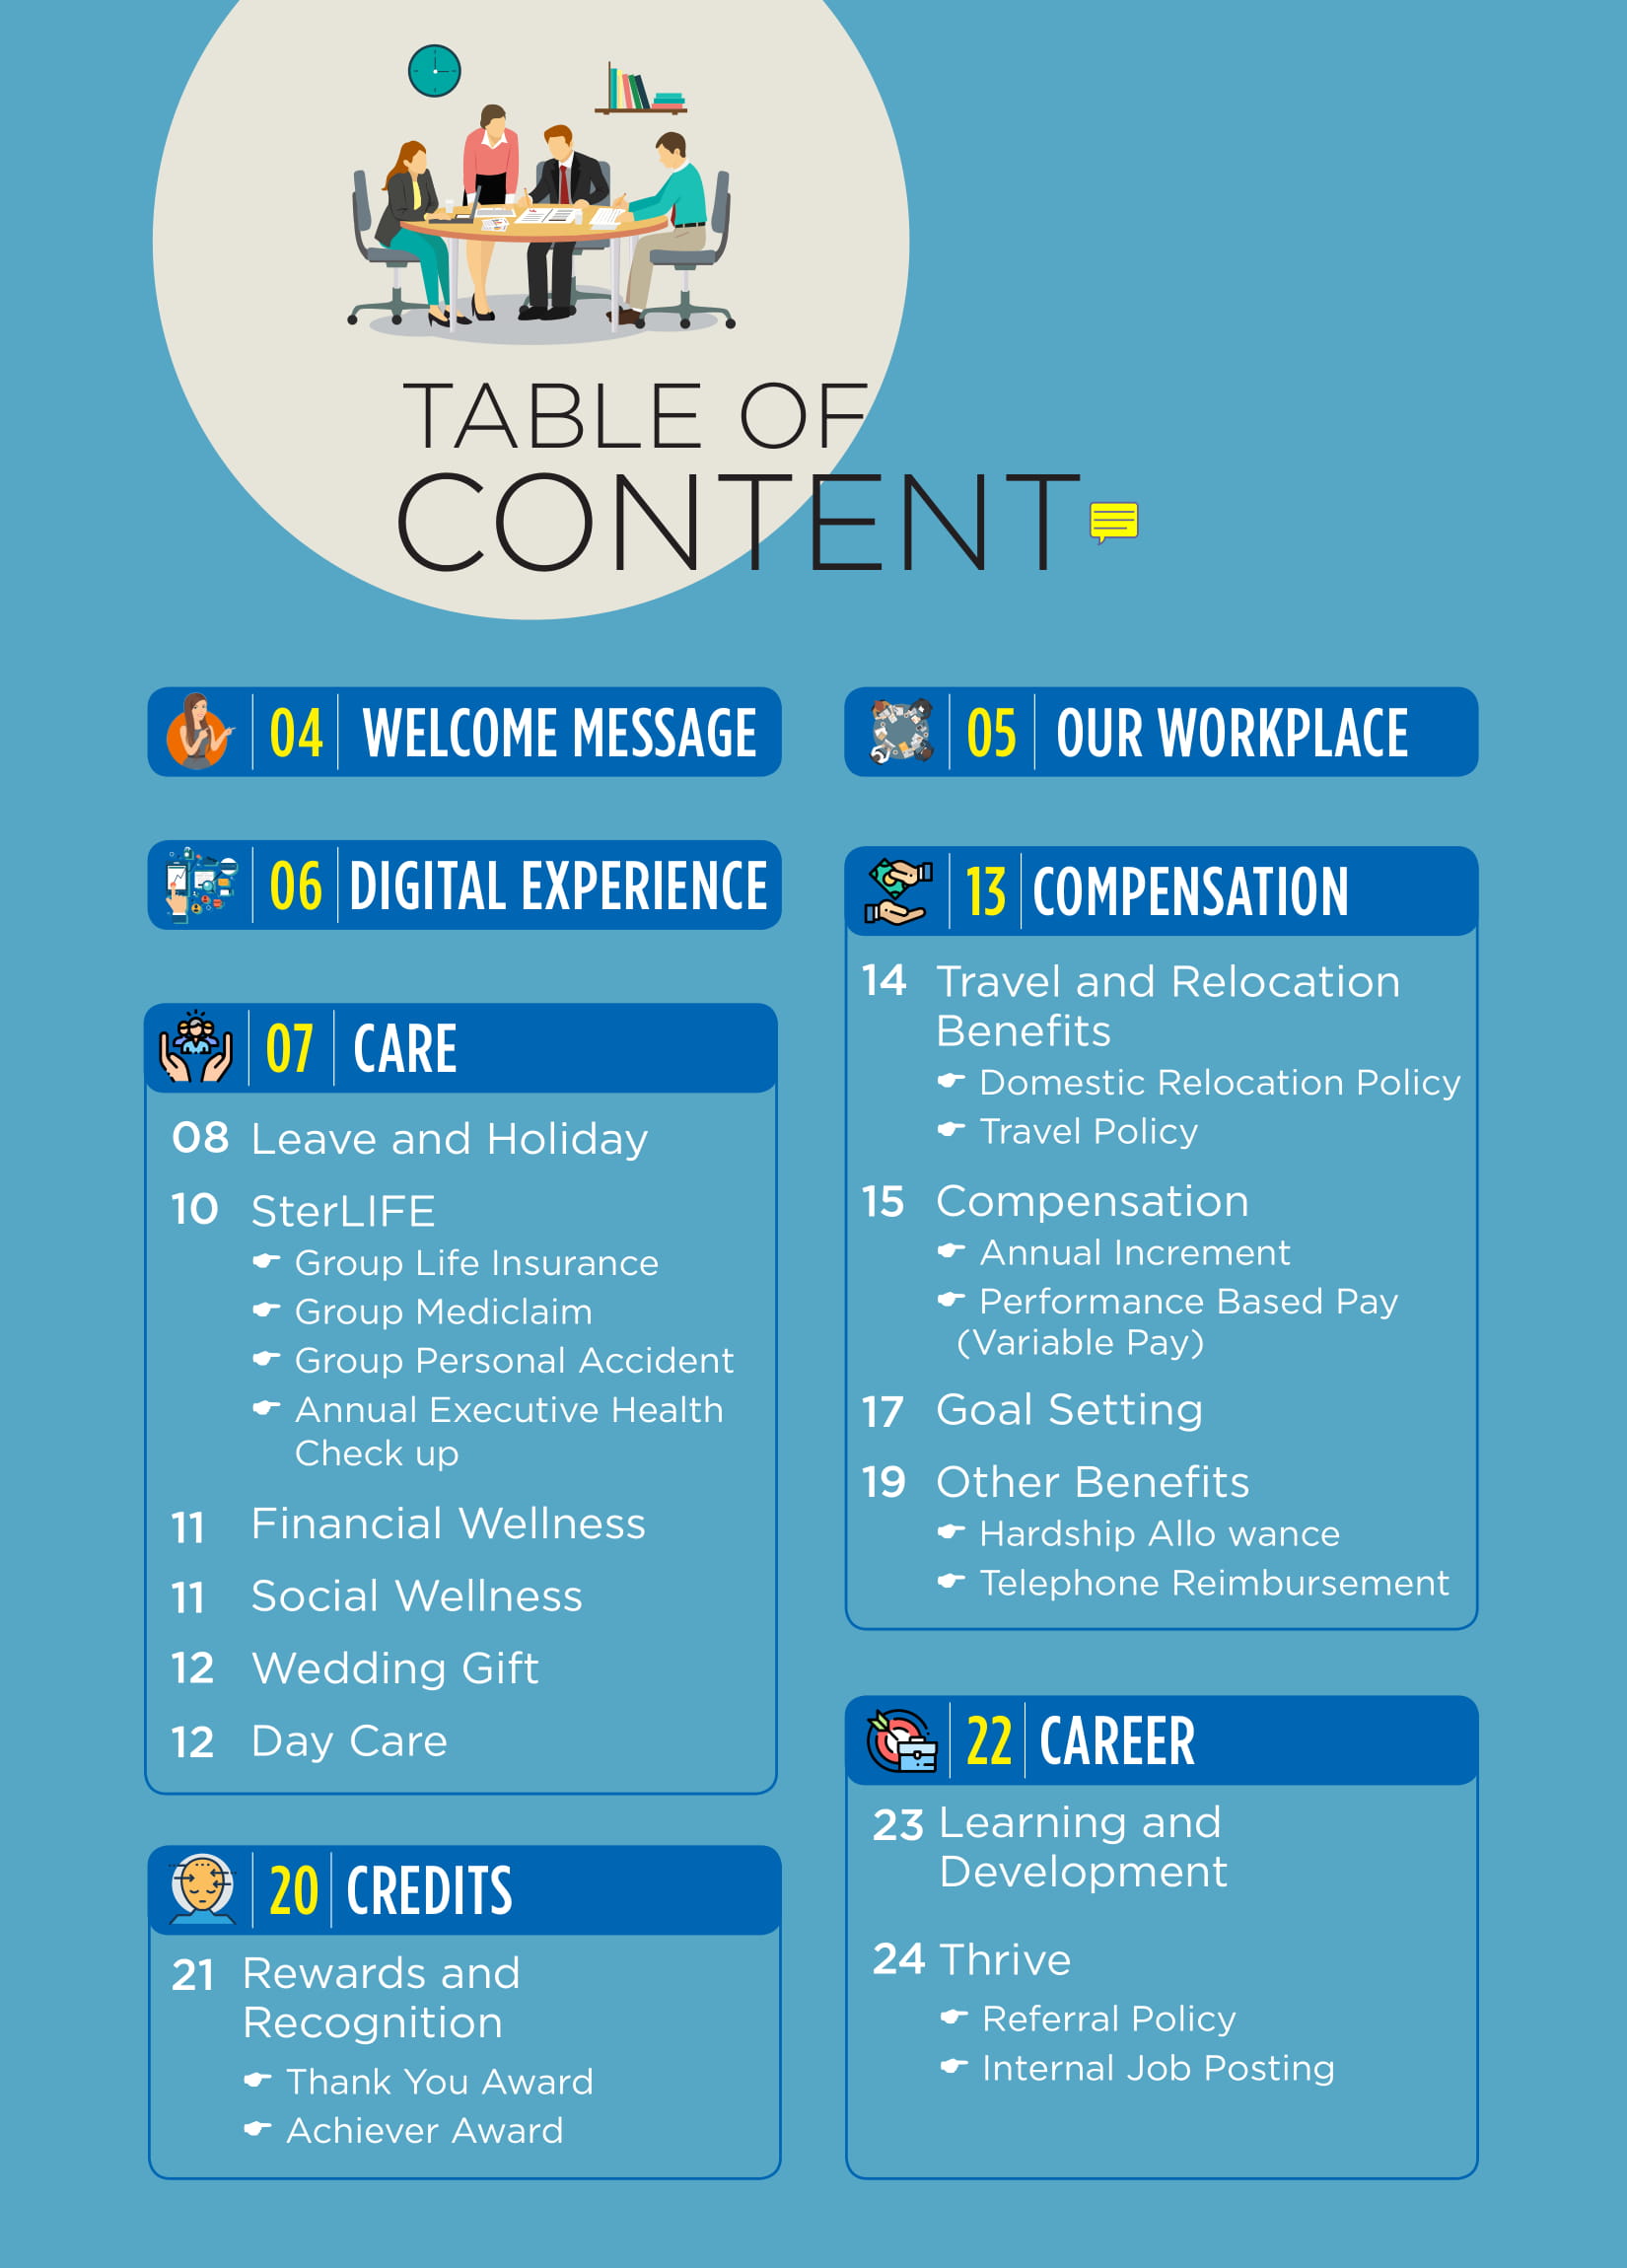 TABLE OF
CONTENT
04 WELCOME MESSAGE
05 OUR WORKPLACE
06 DIGITAL EXPERIENCE
07 CARE
08 Leave and Holiday
10 SterLIFE
Group Life Insurance
Group Mediclaim
Group Personal Accident
Annual Executive Health
Check up
11 Financial Wellness
11 Social Wellness
12 Wedding Gift
12 Day Care
13 COMPENSATION
14 Travel and Relocation
Benefits
Domestic Relocation Policy
Travel Policy
15 Compensation
Annual Increment
Performance Based Pay
(Variable Pay)
17 Goal Setting
19 Other Benefits
Hardship Allo wance
Telephone Reimbursement
20 CREDITS
21 Rewards and
Recognition
Thank You Award
Achiever Award
22 CAREER
23 Learning and
Development
24 Thrive
Referral Policy
Internal Job Posting